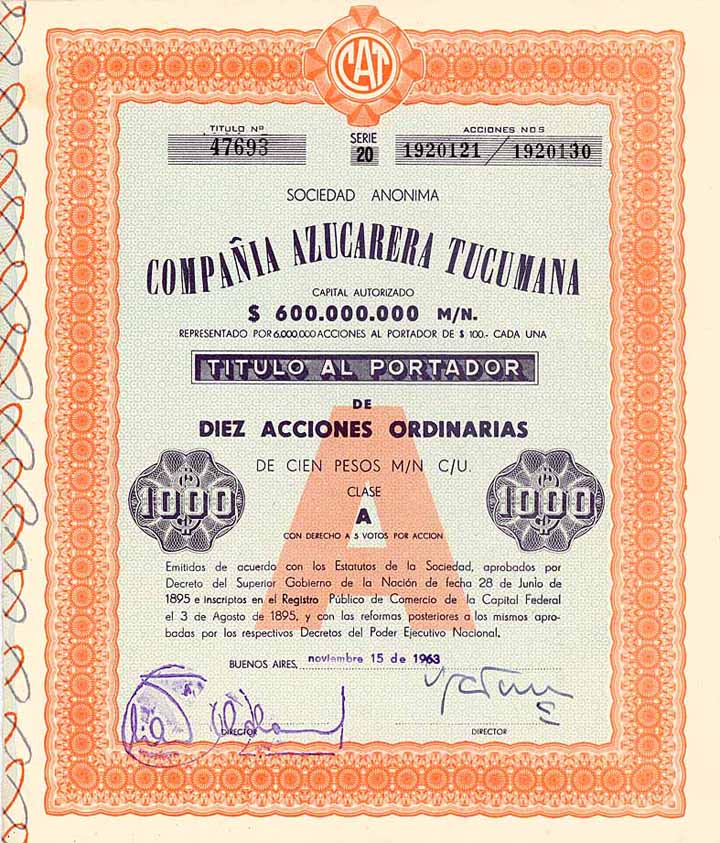 CAT
TITULO Nº
47693
SERIE
20
ACCIONES NOS
1920121 / 1920130
SOCIEDAD ANONIMA
COMPAÑIA AZUCARERA TUCUMANA
CAPITAL AUTORIZADO
$ 600.000.000 M/N.
REPRESENTADO POR 6.000.000 ACCIONES AL PORTADOR DE $ 100.- CADA UNA
TITULO AL PORTADOR
DE
DIEZ ACCIONES ORDINARIAS
DE CIEN PESOS M/N C/U.
1000
$
1000
$
CLASE
A
CON DERECHO A 5 VOTOS POR ACCION
A
Emitidas de acuerdo con los Estatutos de la Sociedad, aprobados por
Decreto del Superior Gobierno de la Nación de fecha 28 de Junio de
1895 e inscriptos en el Registro Público de Comercio de la Capital Federal
el 3 de Agosto de 1895, y con las reformas posteriores a los mismos apro-
badas por los respectivos Decretos del Poder Ejecutivo Nacional.
BUENOS AIRES, noviembre 15 de 1963
DIRECTOR
DIRECTOR